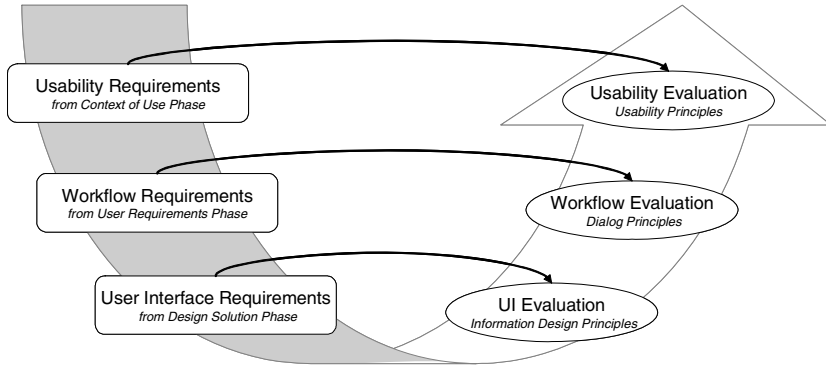 Usability Requirements
from Context of Use Phase
Usability Evaluation
Usability Principles
Workflow Requirements
from User Requirements Phase
Workflow Evaluation
Dialog Principles
User Interface Requirements
from Design Solution Phase
UI Evaluation
Information Design Principles